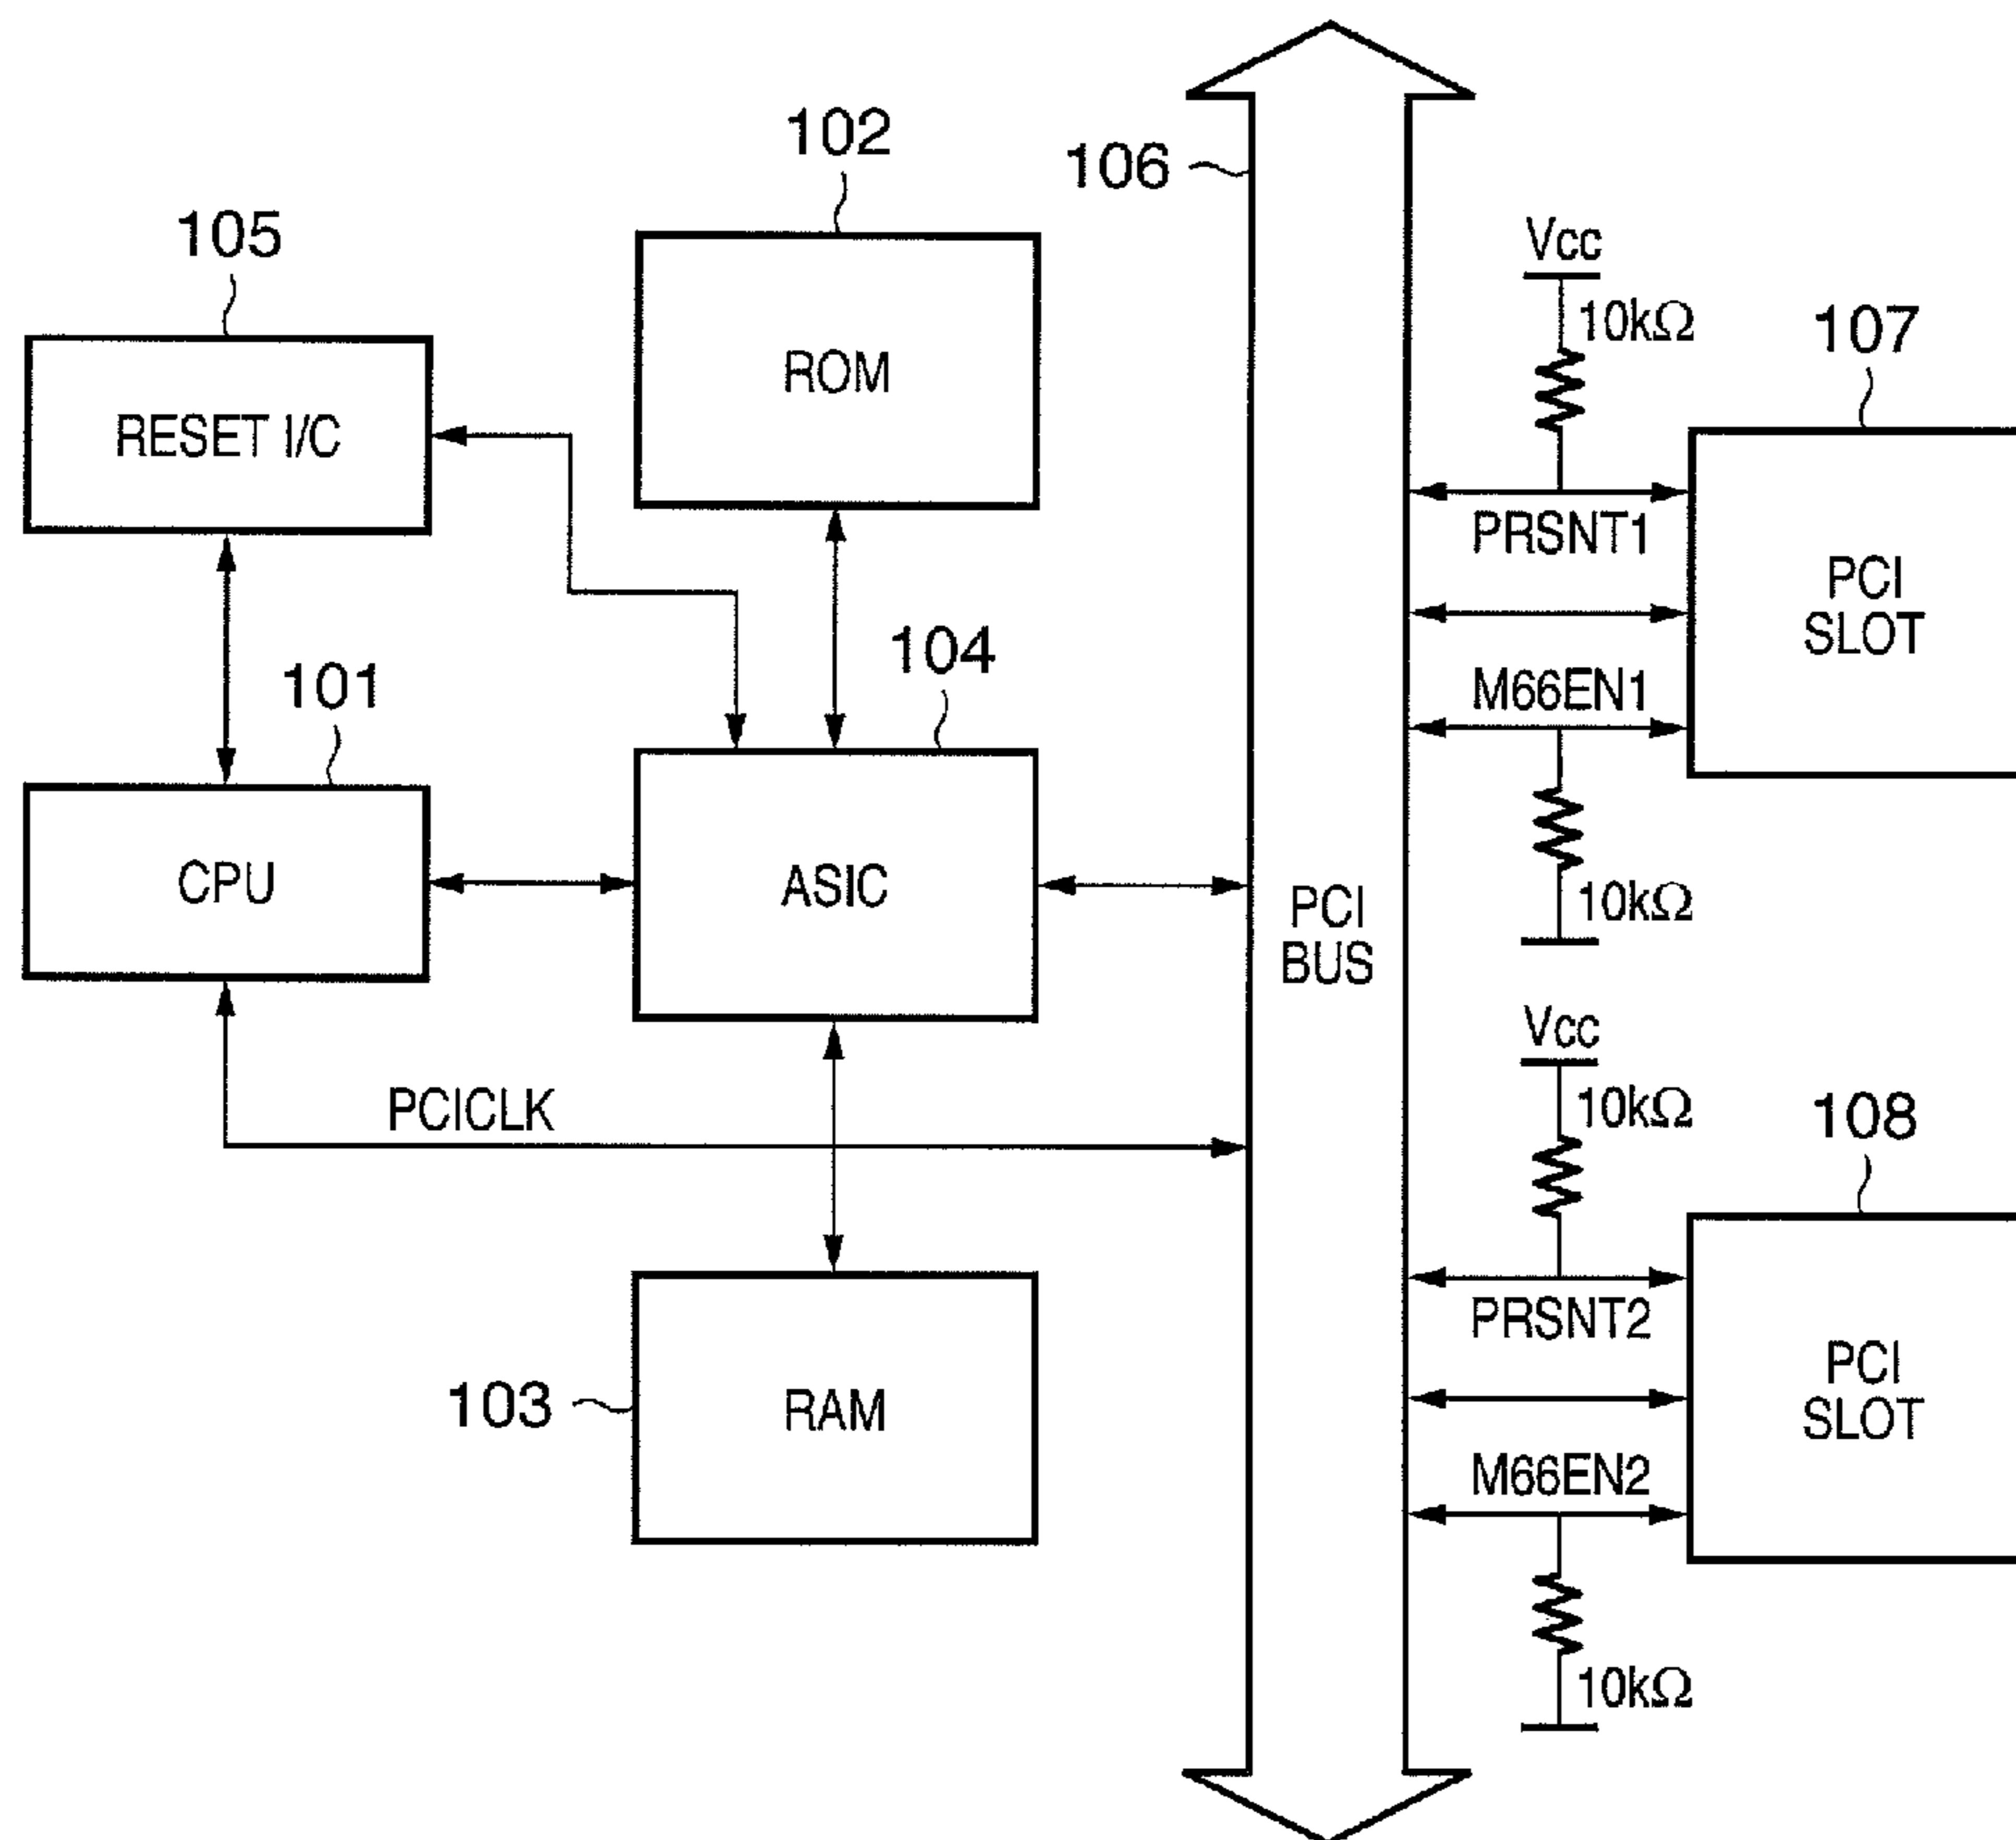 102
106
105
Vcc
10kΩ
107
ROM
RESET I/C
PRSNT1
PCI
SLOT
104
101
M66EN1
CPU
ASIC
10kΩ
PCI
BUS
Vcc
10kΩ
108
PCICLK
PRSNT2
103
RAM
PCI
SLOT
M66EN2
10kΩ